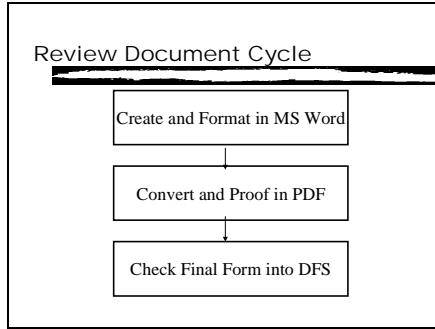 Review Document Cycle
Create and Format in MS Word
Convert and Proof in PDF
Check Final Form into DFS